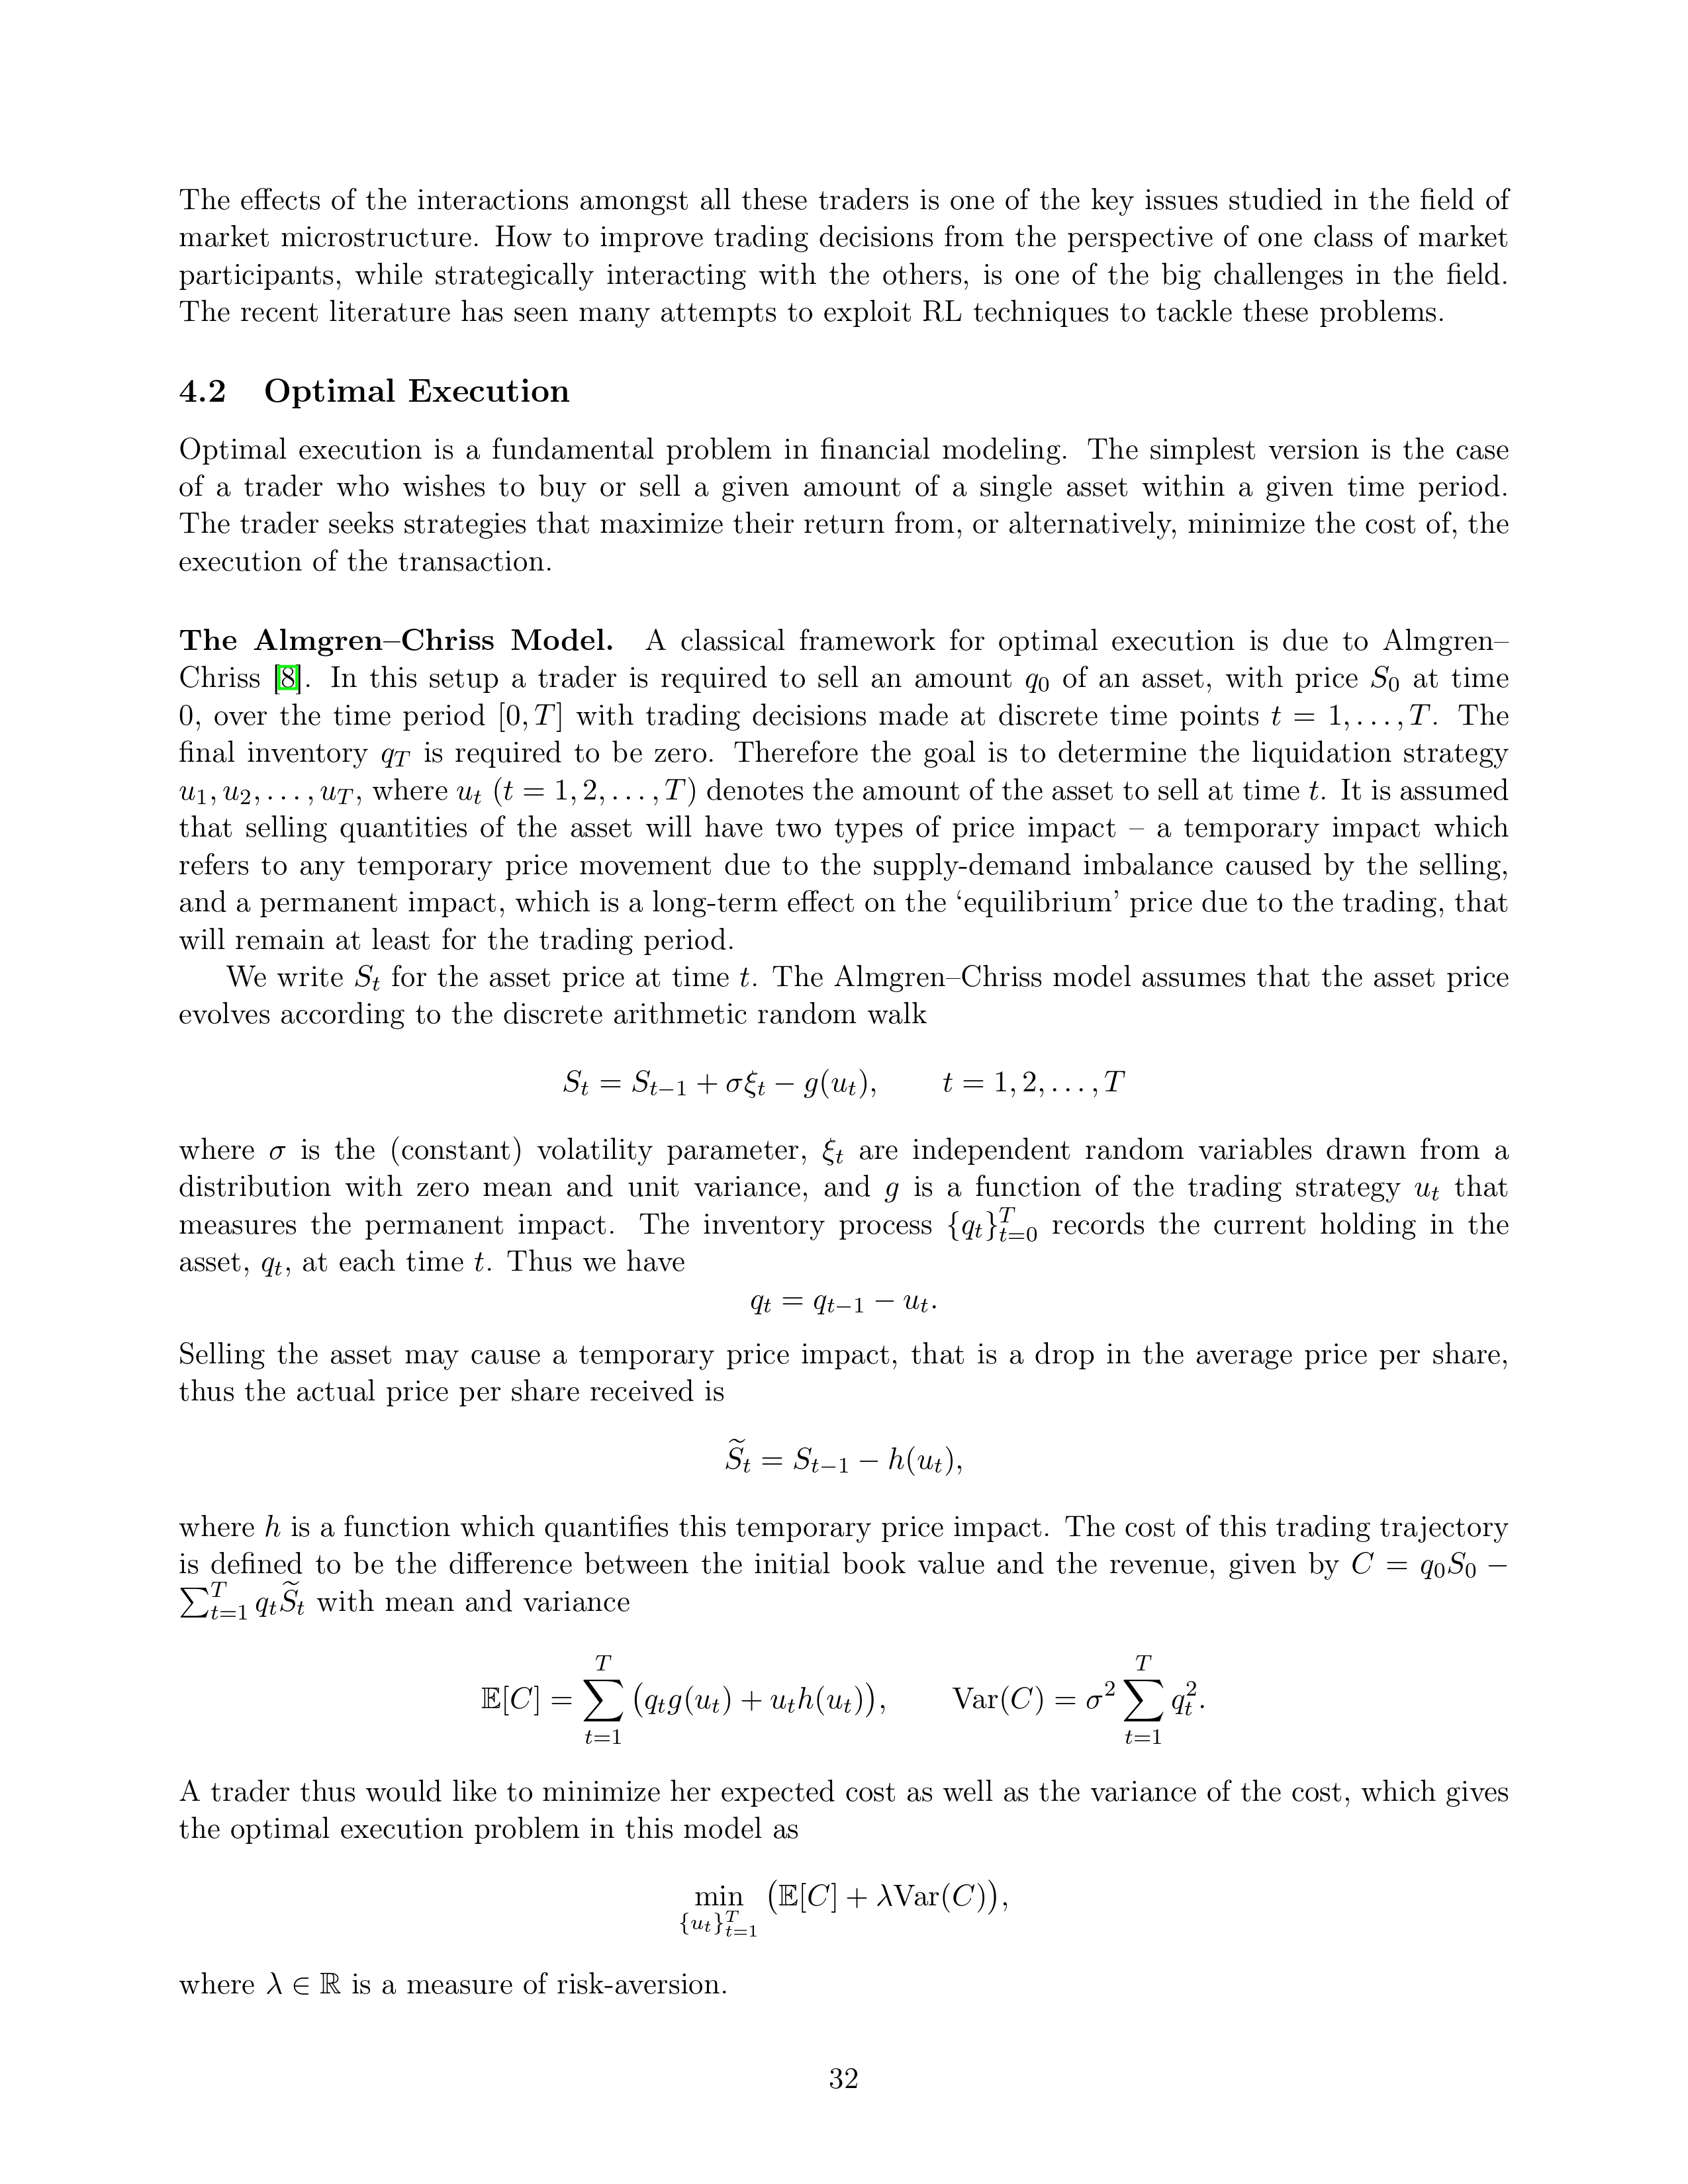 The effects of the interactions amongst all these traders is one of the key issues studied in the field of
market microstructure. How to improve trading decisions from the perspective of one class of market
participants, while strategically interacting with the others, is one of the big challenges in the field.
The recent literature has seen many attempts to exploit RL techniques to tackle these problems.
4.2 Optimal Execution
Optimal execution is a fundamental problem in financial modeling. The simplest version is the case
of a trader who wishes to buy or sell a given amount of a single asset within a given time period.
The trader seeks strategies that maximize their return from, or alternatively, minimize the cost of, the
execution of the transaction.
The Almgren–Chriss Model. A classical framework for optimal execution is due to Almgren–
Chriss [8]. In this setup a trader is required to sell an amount $q_0$ of an asset, with price $S_0$ at time
0, over the time period $[0, T]$ with trading decisions made at discrete time points $t = 1, \ldots, T$. The
final inventory $q_T$ is required to be zero. Therefore the goal is to determine the liquidation strategy
$u_1, u_2, \ldots, u_T$, where $u_t$ $(t = 1, 2, \ldots, T)$ denotes the amount of the asset to sell at time $t$. It is assumed
that selling quantities of the asset will have two types of price impact – a temporary impact which
refers to any temporary price movement due to the supply-demand imbalance caused by the selling,
and a permanent impact, which is a long-term effect on the ‘equilibrium’ price due to the trading, that
will remain at least for the trading period.
We write $S_t$ for the asset price at time $t$. The Almgren–Chriss model assumes that the asset price
evolves according to the discrete arithmetic random walk
$S_t = S_{t-1} + \sigma\xi_t - g(u_t), \qquad t = 1, 2, \ldots, T$
where $\sigma$ is the (constant) volatility parameter, $\xi_t$ are independent random variables drawn from a
distribution with zero mean and unit variance, and $g$ is a function of the trading strategy $u_t$ that
measures the permanent impact. The inventory process $\{q_t\}_{t=0}^T$ records the current holding in the
asset, $q_t$, at each time $t$. Thus we have
$q_t = q_{t-1} - u_t.$
Selling the asset may cause a temporary price impact, that is a drop in the average price per share,
thus the actual price per share received is
$\widetilde{S}_t = S_{t-1} - h(u_t),$
where $h$ is a function which quantifies this temporary price impact. The cost of this trading trajectory
is defined to be the difference between the initial book value and the revenue, given by $C = q_0 S_0 -$
$\sum_{t=1}^T q_t \widetilde{S}_t$ with mean and variance
$\mathbb{E}[C] = \sum_{t=1}^T \big(q_t g(u_t) + u_t h(u_t)\big), \qquad \mathrm{Var}(C) = \sigma^2 \sum_{t=1}^T q_t^2.$
A trader thus would like to minimize her expected cost as well as the variance of the cost, which gives
the optimal execution problem in this model as
$\min_{\{u_t\}_{t=1}^T} \big(\mathbb{E}[C] + \lambda \mathrm{Var}(C)\big),$
where $\lambda \in \mathbb{R}$ is a measure of risk-aversion.
32